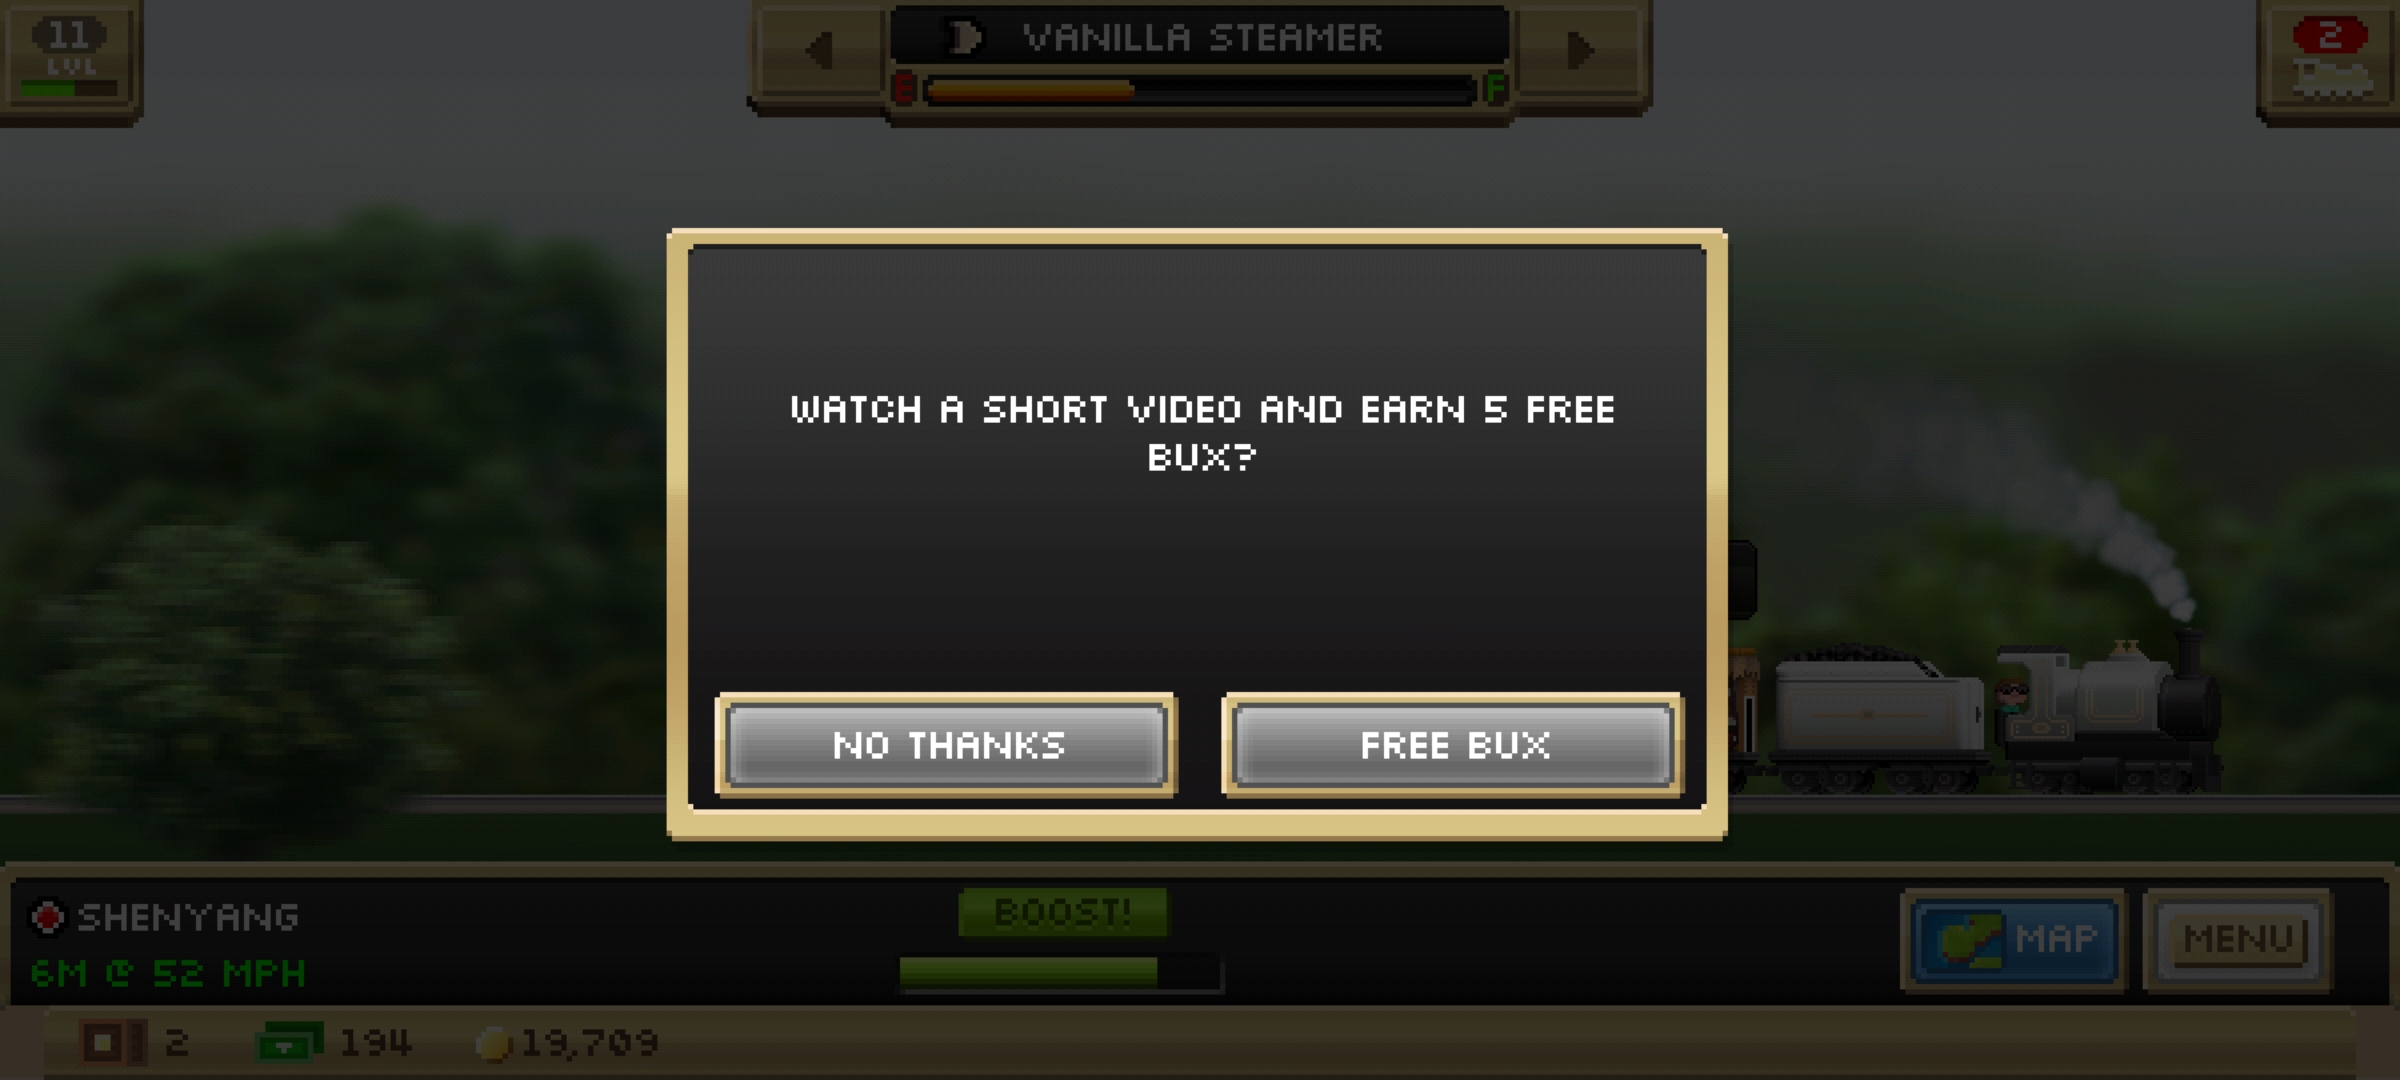 11
LVL
VANILLA STEAMER
E
F
2
WATCH A SHORT VIDEO AND EARN 5 FREE
BUX?
NO THANKS
FREE BUX
SHENYANG
6M @ 52 MPH
BOOST!
MAP
MENU
2
194
19,709